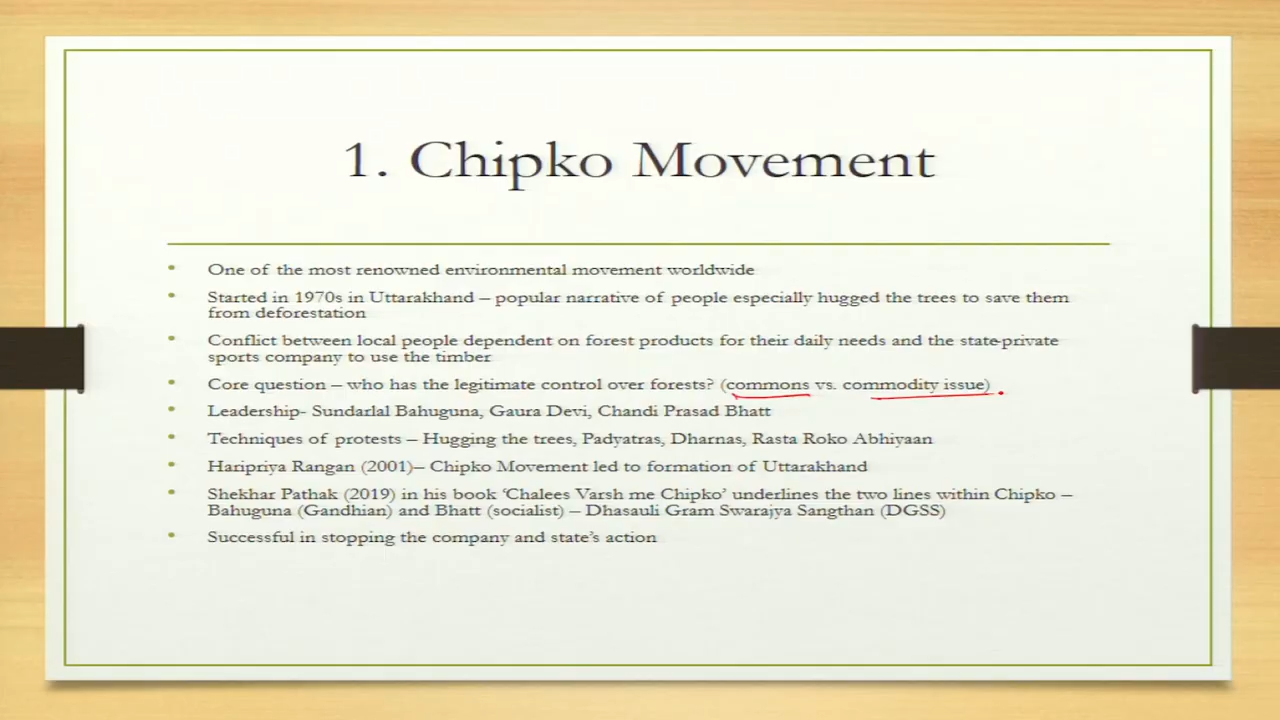 1. Chipko Movement
• One of the most renowned environmental movement worldwide
• Started in 1970s in Uttarakhand – popular narrative of people especially hugged the trees to save them
from deforestation
• Conflict between local people dependent on forest products for their daily needs and the state-private
sports company to use the timber
• Core question – who has the legitimate control over forests? (commons vs. commodity issue)
• Leadership- Sundarlal Bahuguna, Gaura Devi, Chandi Prasad Bhatt
• Techniques of protests – Hugging the trees, Padyatras, Dharnas, Rasta Roko Abhiyaan
• Haripriya Rangan (2001)– Chipko Movement led to formation of Uttarakhand
• Shekhar Pathak (2019) in his book ‘Chalees Varsh me Chipko’ underlines the two lines within Chipko –
Bahuguna (Gandhian) and Bhatt (socialist) – Dhasauli Gram Swarajya Sangthan (DGSS)
• Successful in stopping the company and state’s action